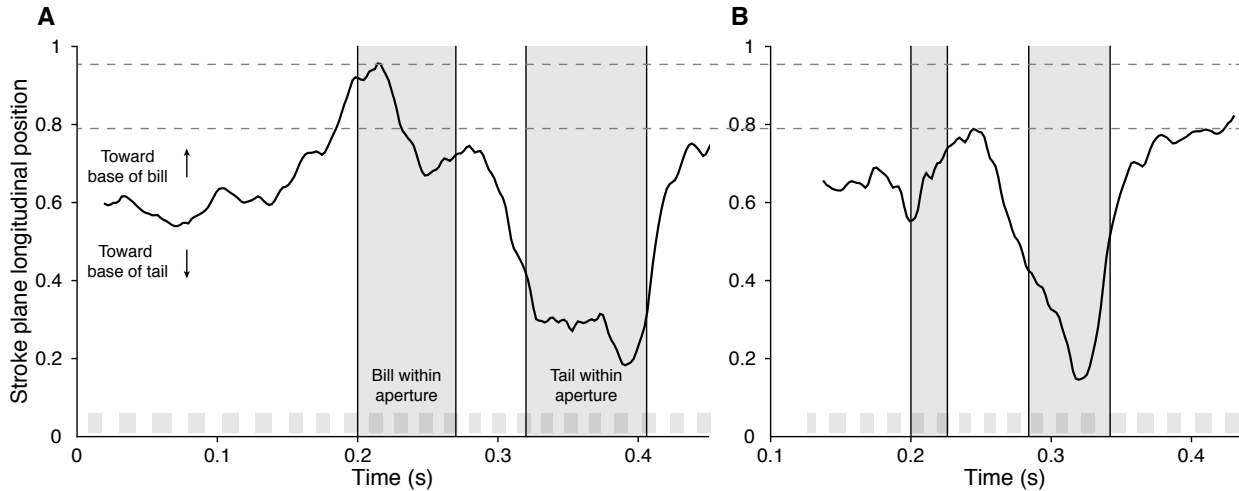 A
B
Stroke plane longitudinal position
1
0.8
0.6
0.4
0.2
0
Toward
base of bill
Toward
base of tail
Bill within
aperture
Tail within
aperture
0
0.1
0.2
0.3
0.4
Time (s)
1
0.8
0.6
0.4
0.2
0
0.1
0.2
0.3
0.4
Time (s)